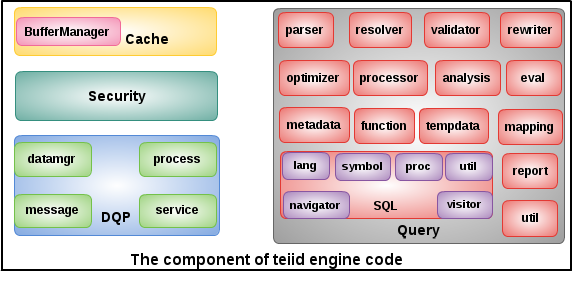 BufferManager
Cache
Security
datamgr
process
message
service
DQP
parser
resolver
validator
rewriter
optimizer
processor
analysis
eval
metadata
function
tempdata
mapping
lang
symbol
proc
util
report
navigator
SQL
visitor
util
Query
The component of teiid engine code